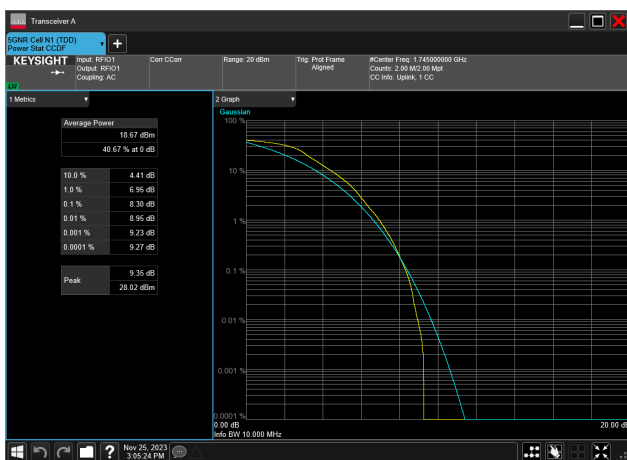 Transceiver A
5GNR Cell N1 (TDD)
Power Stat CCDF
KEYSIGHT
Input: RFIO1
Output: RFIO1
Coupling: AC
Corr CCorr
Range: 20 dBm
Trig: Prot Frame
Aligned
#Center Freq: 1.745000000 GHz
Counts: 2.00 M/2.00 Mpt
CC Info: Uplink, 1 CC
1 Metrics
Average Power
18.67 dBm
40.67 % at 0 dB
10.0 % 4.41 dB
1.0 % 6.95 dB
0.1 % 8.30 dB
0.01 % 8.95 dB
0.001 % 9.23 dB
0.0001 % 9.27 dB
Peak
9.35 dB
28.02 dBm
2 Graph
Gaussian
100 %
10 %
1 %
0.1 %
0.01 %
0.001 %
0.0001 %
0.00 dB
20.00 dB
Info BW 10.000 MHz
Nov 25, 2023
3:05:24 PM